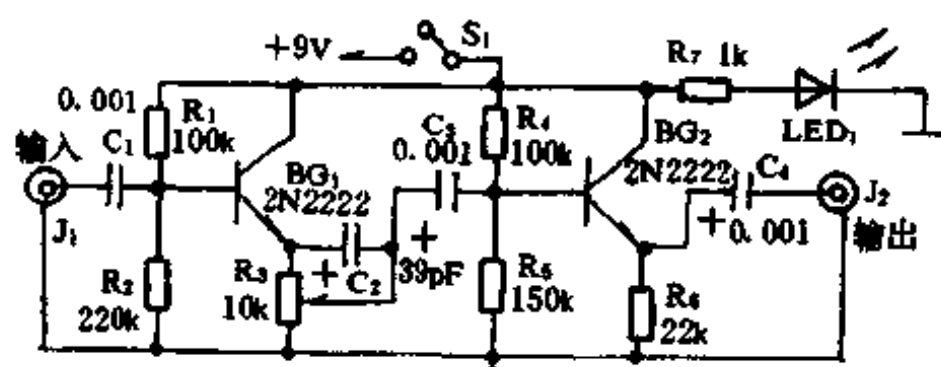 +9V
S₁
R₇ 1k
LED₁
0.001
R₁
100k
C₁
输入
J₁
BG₁
2N2222
C₃
0.001
R₄
100k
BG₂
2N2222
C₄
+0.001
J₂
输出
R₂
220k
R₃
10k
+
C₂
+
39pF
R₅
150k
R₆
22k